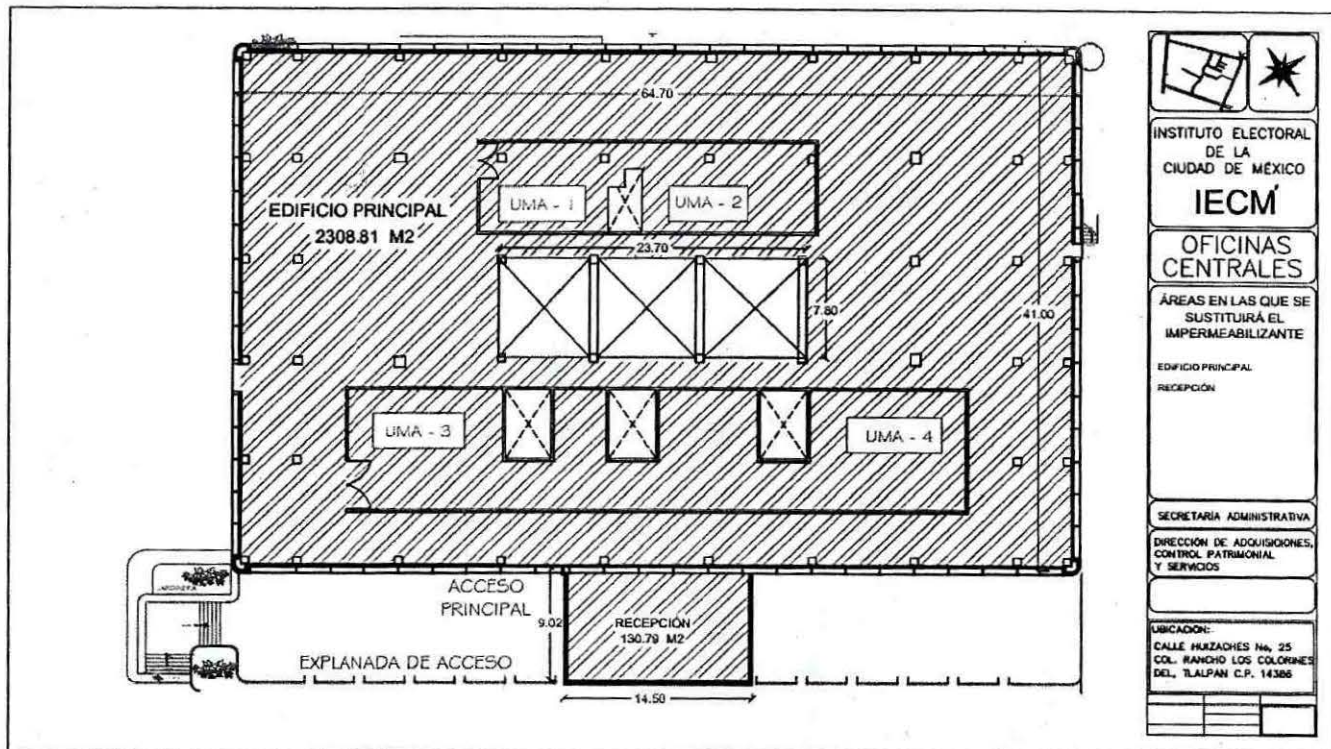 64.70
EDIFICIO PRINCIPAL
2308.81 M2
UMA - 1
UMA - 2
23.70
7.80
41.00
UMA - 3
UMA - 4
JARDINERA
ACCESO
PRINCIPAL
9.02
RECEPCIÓN
130.79 M2
EXPLANADA DE ACCESO
14.50
INSTITUTO ELECTORAL
DE LA
CIUDAD DE MÉXICO
IECM
OFICINAS
CENTRALES
ÁREAS EN LAS QUE SE
SUSTITUIRÁ EL
IMPERMEABILIZANTE
EDIFICIO PRINCIPAL
RECEPCIÓN
SECRETARÍA ADMINISTRATIVA
DIRECCIÓN DE ADQUISICIONES,
CONTROL PATRIMONIAL
Y SERVICIOS
UBICACIÓN:
CALLE HUIZACHES No. 25
COL. RANCHO LOS COLORINES
DEL. TLALPAN C.P. 14386